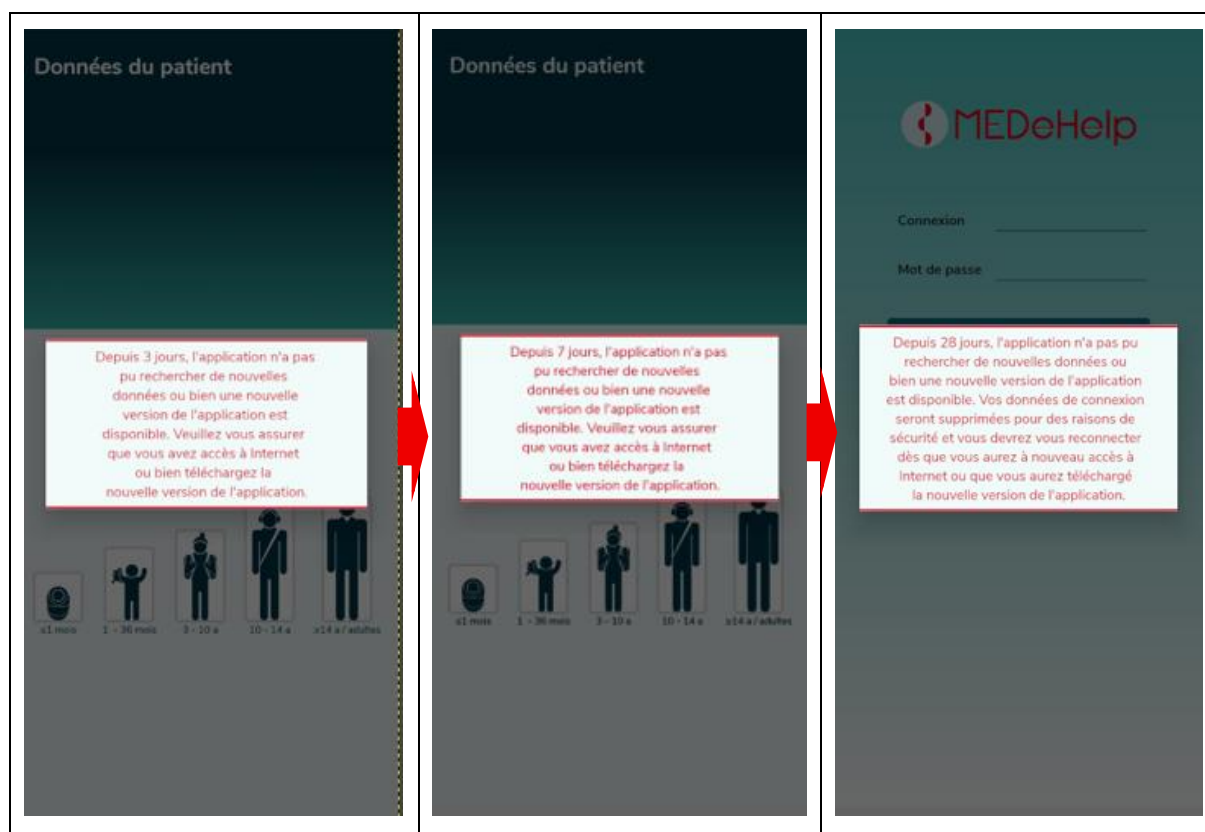 Données du patient
Depuis 3 jours, l'application n'a pas
pu rechercher de nouvelles
données ou bien une nouvelle
version de l'application est
disponible. Veuillez vous assurer
que vous avez accès à Internet
ou bien téléchargez la
nouvelle version de l'application.
≤1 mois
1 - 36 mois
3 - 10 a
10 - 14 a
≥14 a / adultes
Données du patient
Depuis 7 jours, l'application n'a pas
pu rechercher de nouvelles
données ou bien une nouvelle
version de l'application est
disponible. Veuillez vous assurer
que vous avez accès à Internet
ou bien téléchargez la
nouvelle version de l'application.
≤1 mois
1 - 36 mois
3 - 10 a
10 - 14 a
≥14 a / adultes
MEDeHelp
Connexion
Mot de passe
Depuis 28 jours, l'application n'a pas pu
rechercher de nouvelles données ou
bien une nouvelle version de l'application
est disponible. Vos données de connexion
seront supprimées pour des raisons de
sécurité et vous devrez vous reconnecter
dès que vous aurez à nouveau accès à
Internet ou que vous aurez téléchargé
la nouvelle version de l'application.